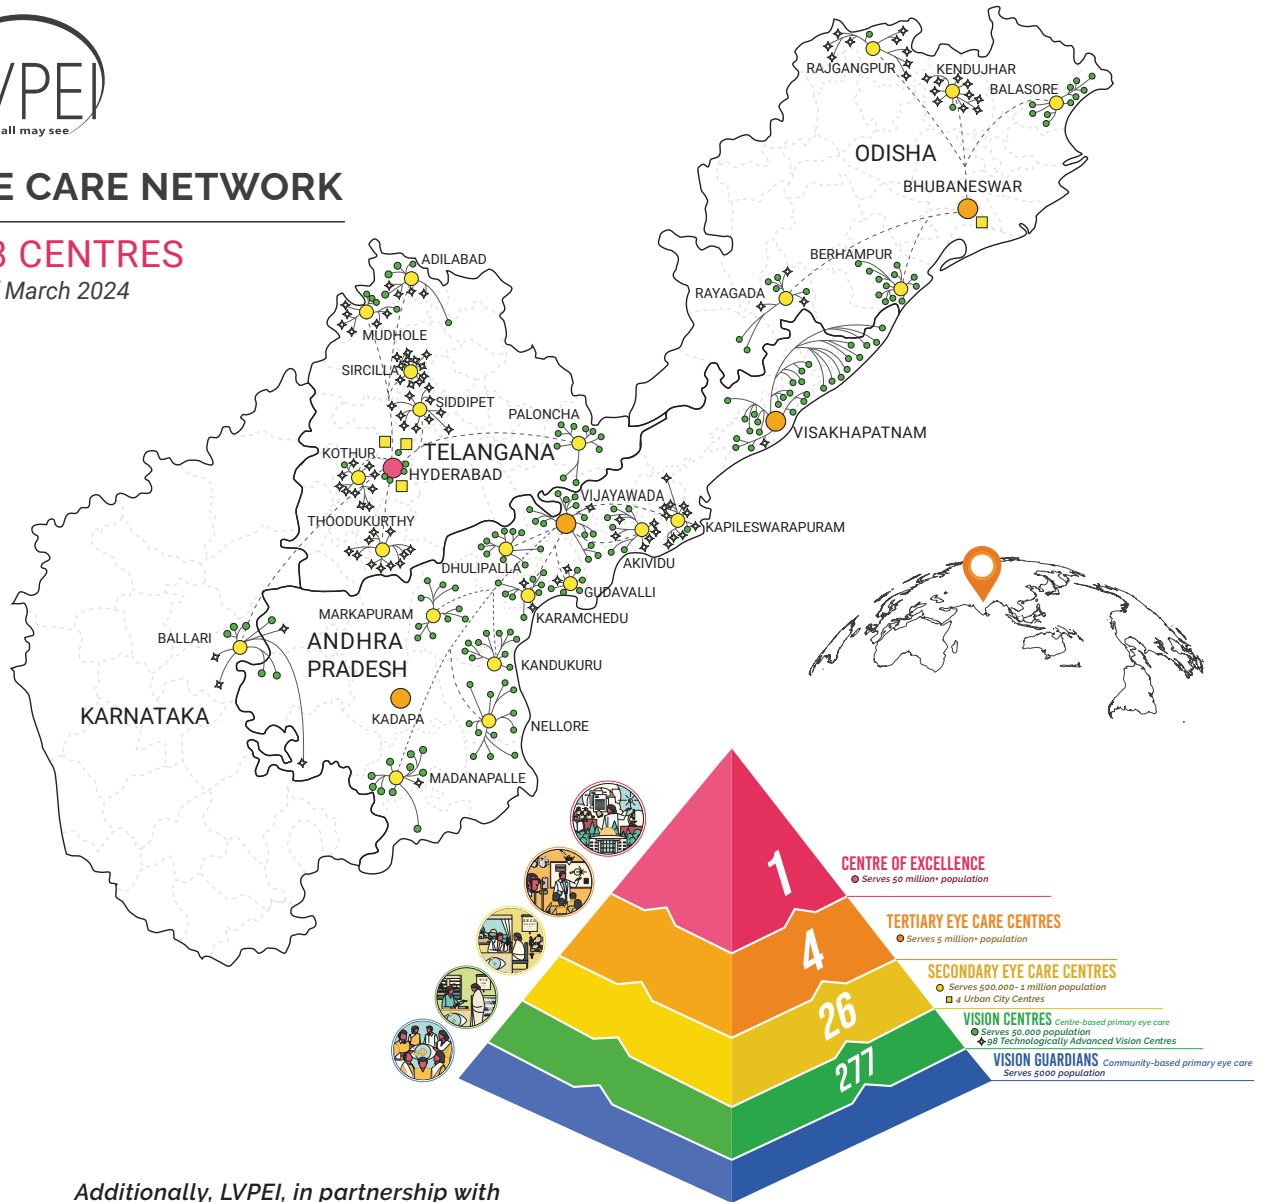 VPEI
all may see
E CARE NETWORK
3 CENTRES
March 2024
RAJGANGPUR
KENDUJHAR
BALASORE
ODISHA
BHUBANESWAR
BERHAMPUR
RAYAGADA
ADILABAD
MUDHOLE
SIRCILLA
SIDDIPET
PALONCHA
KOTHUR
TELANGANA
HYDERABAD
VISAKHAPATNAM
THOODUKURTHY
VIJAYAWADA
KAPILESWARAPURAM
DHULIPALLA
AKIVIDU
GUDAVALLI
MARKAPURAM
KARAMCHEDU
BALLARI
ANDHRA
PRADESH
KANDUKURU
KARNATAKA
KADAPA
NELLORE
MADANAPALLE
1
CENTRE OF EXCELLENCE
Serves 50 million+ population
4
TERTIARY EYE CARE CENTRES
Serves 5 million+ population
26
SECONDARY EYE CARE CENTRES
Serves 500,000- 1 million population
4 Urban City Centres
277
VISION CENTRES Centre-based primary eye care
Serves 50,000 population
98 Technologically Advanced Vision Centres
VISION GUARDIANS Community-based primary eye care
Serves 5000 population
Additionally, LVPEI, in partnership with